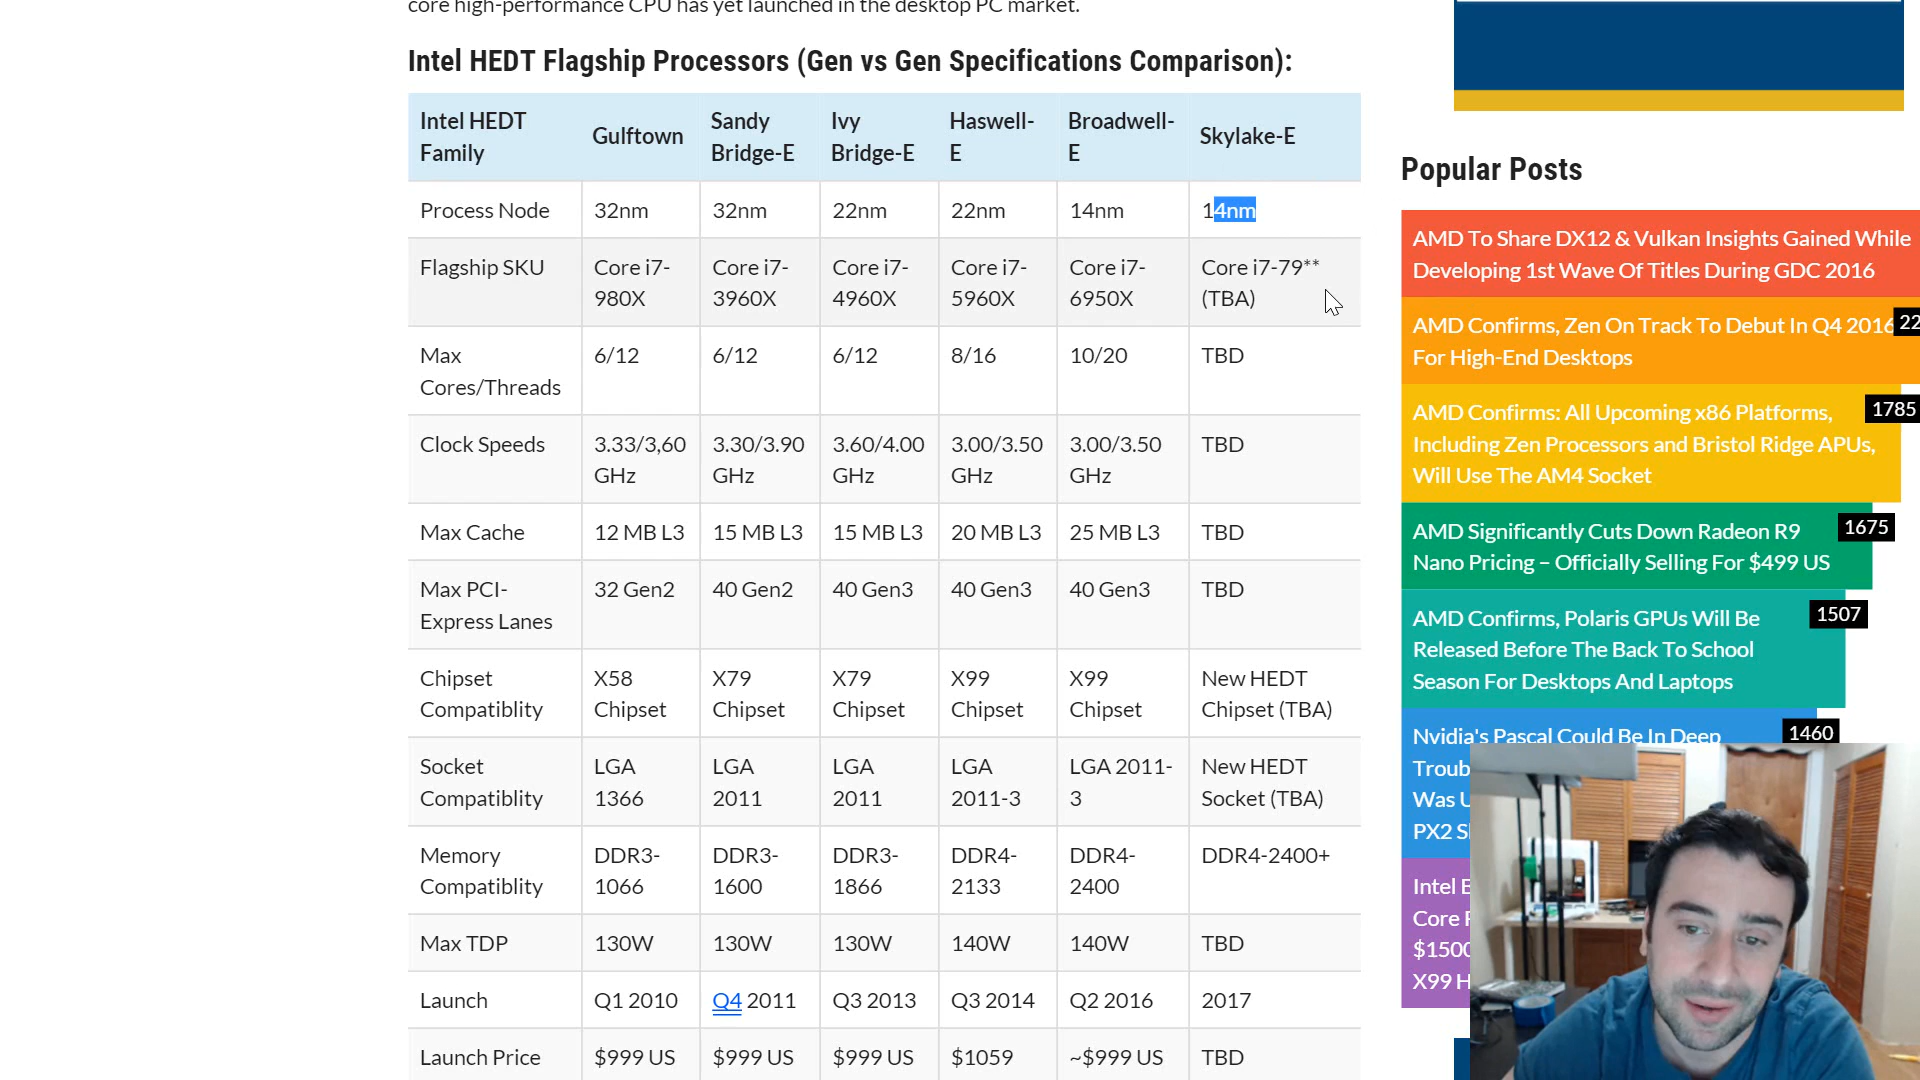 core high-performance CPU has yet launched in the desktop PC market.
Intel HEDT Flagship Processors (Gen vs Gen Specifications Comparison):
Intel HEDT Family | Gulftown | Sandy Bridge-E | Ivy Bridge-E | Haswell-E | Broadwell-E | Skylake-E
Process Node | 32nm | 32nm | 22nm | 22nm | 14nm | 14nm
Flagship SKU | Core i7-980X | Core i7-3960X | Core i7-4960X | Core i7-5960X | Core i7-6950X | Core i7-79** (TBA)
Max Cores/Threads | 6/12 | 6/12 | 6/12 | 8/16 | 10/20 | TBD
Clock Speeds | 3.33/3,60 GHz | 3.30/3.90 GHz | 3.60/4.00 GHz | 3.00/3.50 GHz | 3.00/3.50 GHz | TBD
Max Cache | 12 MB L3 | 15 MB L3 | 15 MB L3 | 20 MB L3 | 25 MB L3 | TBD
Max PCI-Express Lanes | 32 Gen2 | 40 Gen2 | 40 Gen3 | 40 Gen3 | 40 Gen3 | TBD
Chipset Compatiblity | X58 Chipset | X79 Chipset | X79 Chipset | X99 Chipset | X99 Chipset | New HEDT Chipset (TBA)
Socket Compatiblity | LGA 1366 | LGA 2011 | LGA 2011 | LGA 2011-3 | LGA 2011-3 | New HEDT Socket (TBA)
Memory Compatiblity | DDR3-1066 | DDR3-1600 | DDR3-1866 | DDR4-2133 | DDR4-2400 | DDR4-2400+
Max TDP | 130W | 130W | 130W | 140W | 140W | TBD
Launch | Q1 2010 | Q4 2011 | Q3 2013 | Q3 2014 | Q2 2016 | 2017
Launch Price | $999 US | $999 US | $999 US | $1059 | ~$999 US | TBD
Popular Posts
AMD To Share DX12 & Vulkan Insights Gained While
Developing 1st Wave Of Titles During GDC 2016
22
AMD Confirms, Zen On Track To Debut In Q4 2016
For High-End Desktops
1785
AMD Confirms: All Upcoming x86 Platforms,
Including Zen Processors and Bristol Ridge APUs,
Will Use The AM4 Socket
1675
AMD Significantly Cuts Down Radeon R9
Nano Pricing – Officially Selling For $499 US
1507
AMD Confirms, Polaris GPUs Will Be
Released Before The Back To School
Season For Desktops And Laptops
1460
Nvidia's Pascal Could Be In Deep
Was
PX2
Intel
Core
$1500
X99